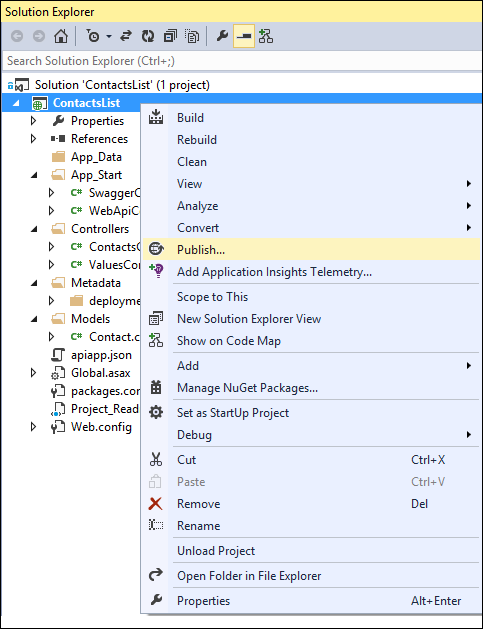 Solution Explorer
Search Solution Explorer (Ctrl+;)
Solution 'ContactsList' (1 project)
ContactsList
Properties
References
App_Data
App_Start
C# SwaggerC
C# WebApiC
Controllers
C# ContactsC
C# ValuesCon
Metadata
deployme
Models
C# Contact.c
apiapp.json
Global.asax
packages.con
Project_Read
Web.config
Build
Rebuild
Clean
View
Analyze
Convert
Publish...
Add Application Insights Telemetry...
Scope to This
New Solution Explorer View
Show on Code Map
Add
Manage NuGet Packages...
Set as StartUp Project
Debug
Cut Ctrl+X
Paste Ctrl+V
Remove Del
Rename
Unload Project
Open Folder in File Explorer
Properties Alt+Enter